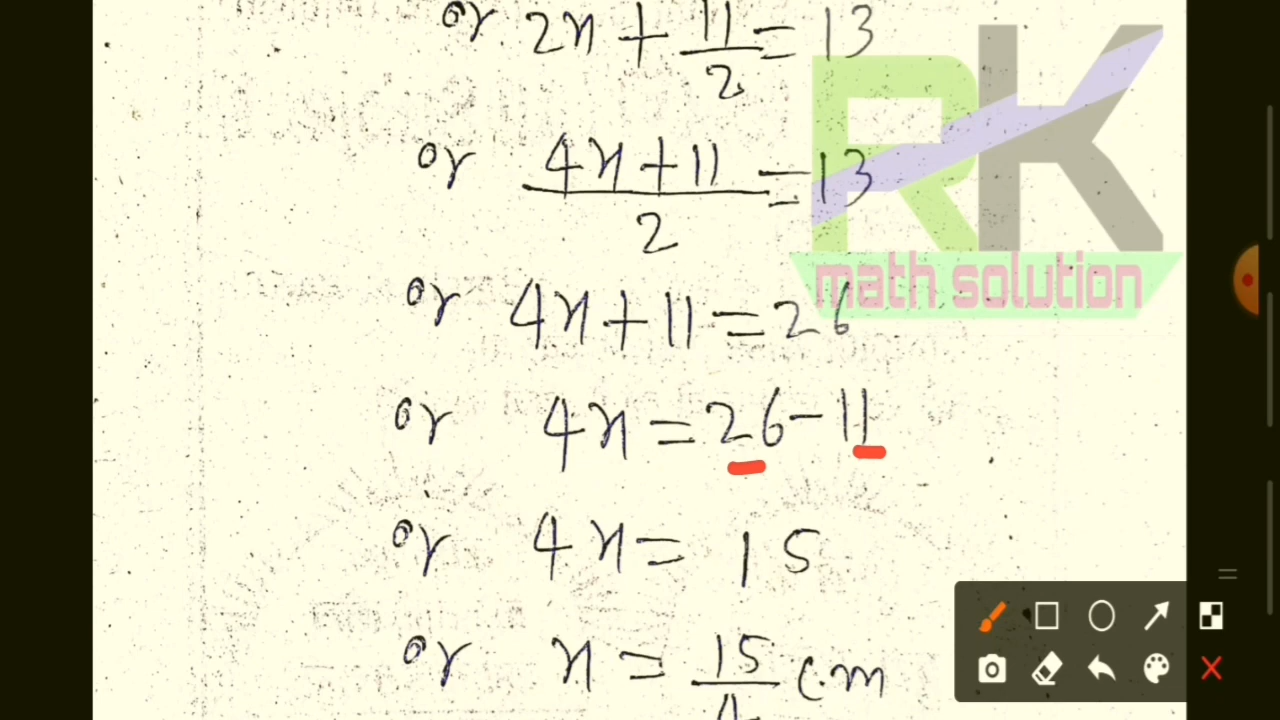 or 2x + 11/2 = 13
or (4x+11)/2 = 13
or 4x+11 = 26
or 4x = 26-11
or 4x = 15
or x = 15/4 c.m
RK
math solution